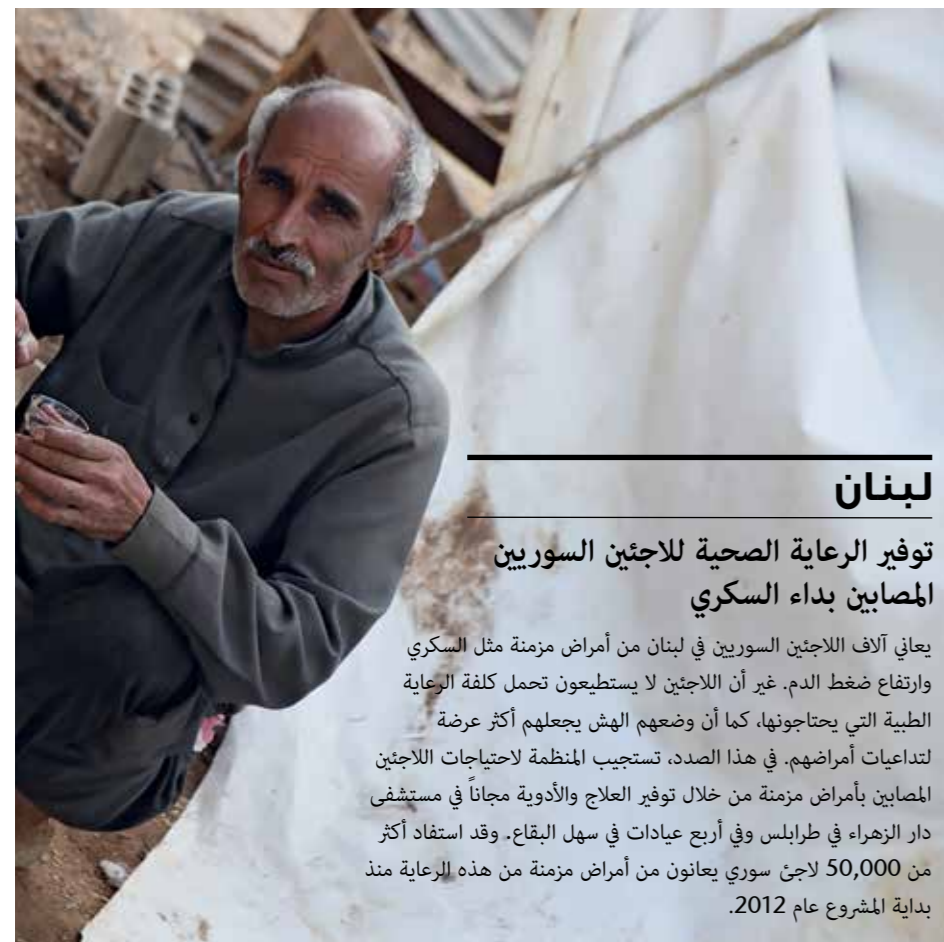 لبنان
توفير الرعاية الصحية للاجئين السوريين
المصابين بداء السكري
يعاني آلاف اللاجئين السوريين في لبنان من أمراض مزمنة مثل السكري
وارتفاع ضغط الدم. غير أن اللاجئين لا يستطيعون تحمل كلفة الرعاية
الطبية التي يحتاجونها، كما أن وضعهم الهش يجعلهم أكثر عرضة
لتداعيات أمراضهم. في هذا الصدد، تستجيب المنظمة لاحتياجات اللاجئين
المصابين بأمراض مزمنة من خلال توفير العلاج والأدوية مجاناً في مستشفى
دار الزهراء في طرابلس وفي أربع عيادات في سهل البقاع. وقد استفاد أكثر
من 50,000 لاجئ سوري يعانون من أمراض مزمنة من هذه الرعاية منذ
بداية المشروع عام 2012.